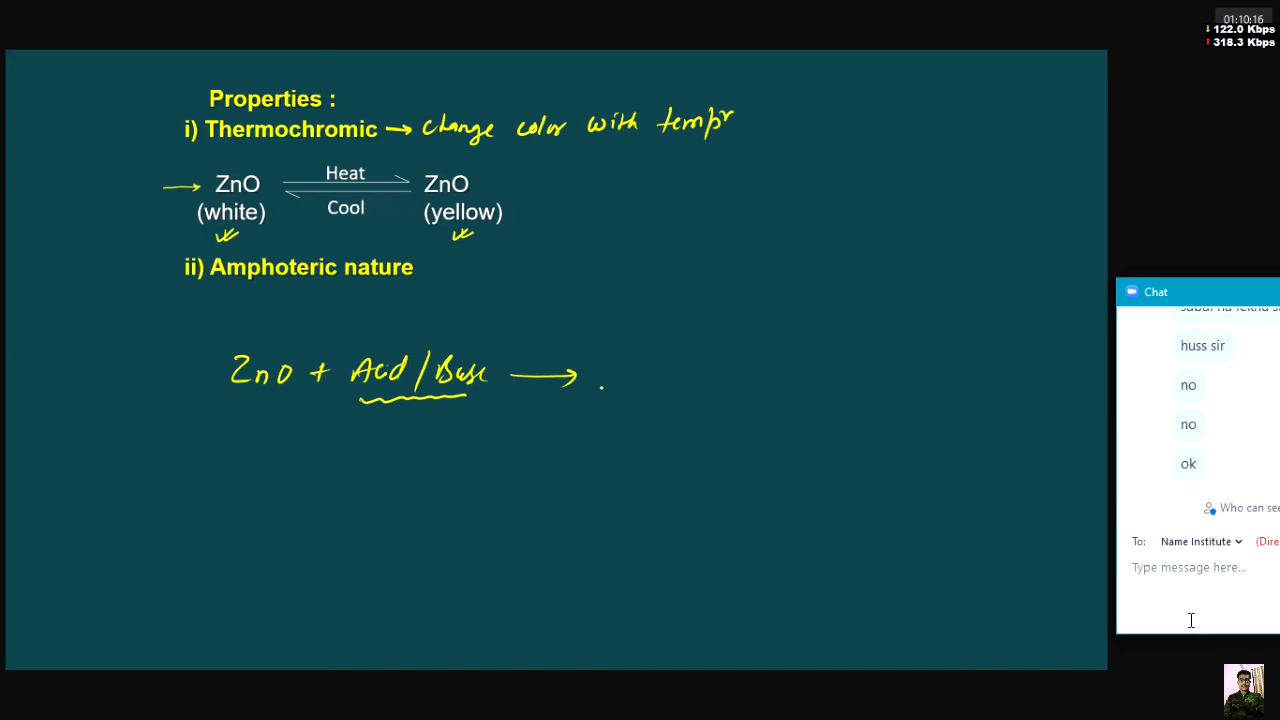 01:10:16
↓ 122.0 Kbps
↑ 318.3 Kbps
Properties :
i) Thermochromic → change color with tempr
→ ZnO Heat ZnO
(white) Cool (yellow)
ii) Amphoteric nature
ZnO + Acid / Base →
Chat
huss sir
no
no
ok
Who can see
To: Name Institute (Dire
Type message here...